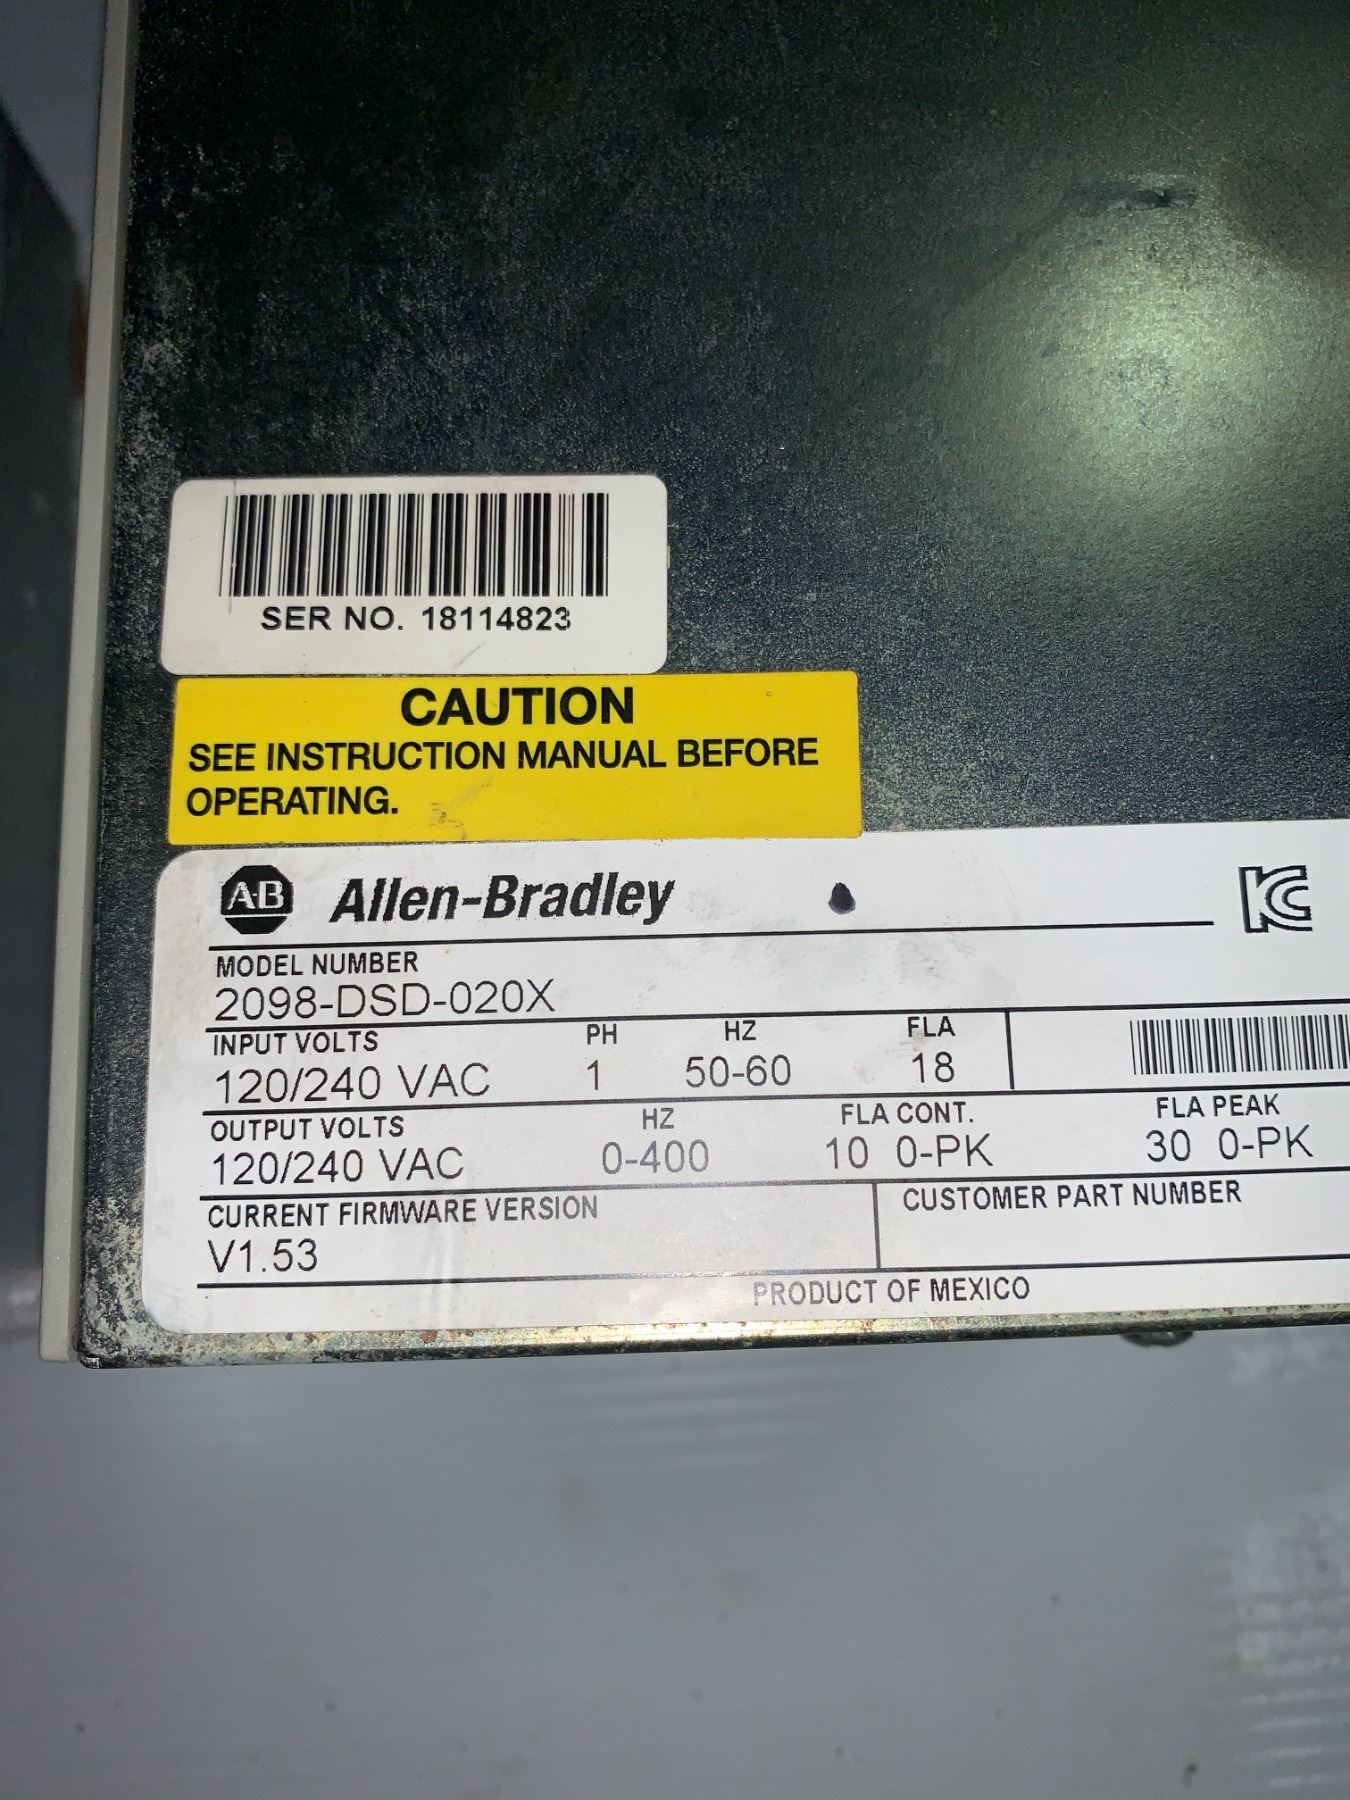 SER NO. 18114823
CAUTION
SEE INSTRUCTION MANUAL BEFORE
OPERATING.
A-B Allen-Bradley KC
MODEL NUMBER
2098-DSD-020X
INPUT VOLTS PH HZ FLA
120/240 VAC 1 50-60 18
OUTPUT VOLTS HZ FLA CONT. FLA PEAK
120/240 VAC 0-400 10 0-PK 30 0-PK
CURRENT FIRMWARE VERSION CUSTOMER PART NUMBER
V1.53
PRODUCT OF MEXICO